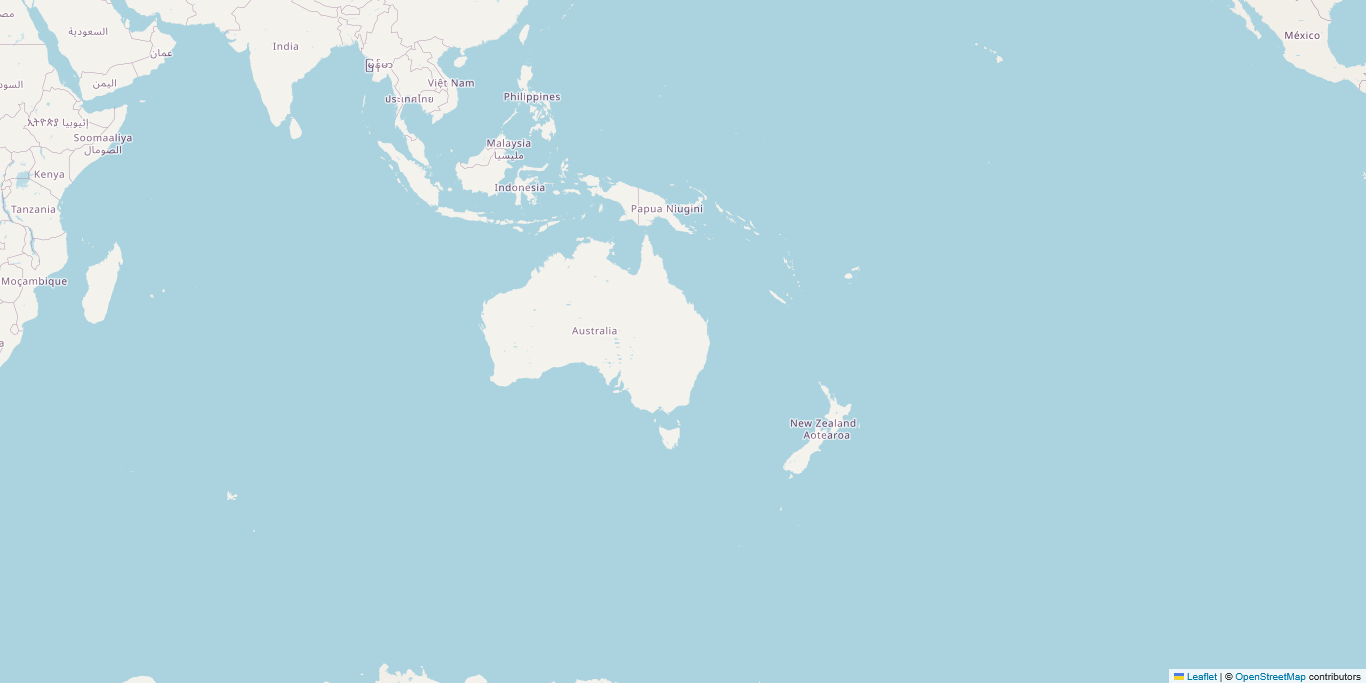 السعودية
عمان
India
México
မြန်မာ
اليمن
Việt Nam
Philippines
ประเทศไทย
ኢትዮጵያ إثيوبيا
Soomaaliya
الصومال
Malaysia
مليسيا
Kenya
Indonesia
Tanzania
Papua Niugini
Moçambique
Australia
New Zealand
Aotearoa
Leaflet | © OpenStreetMap contributors